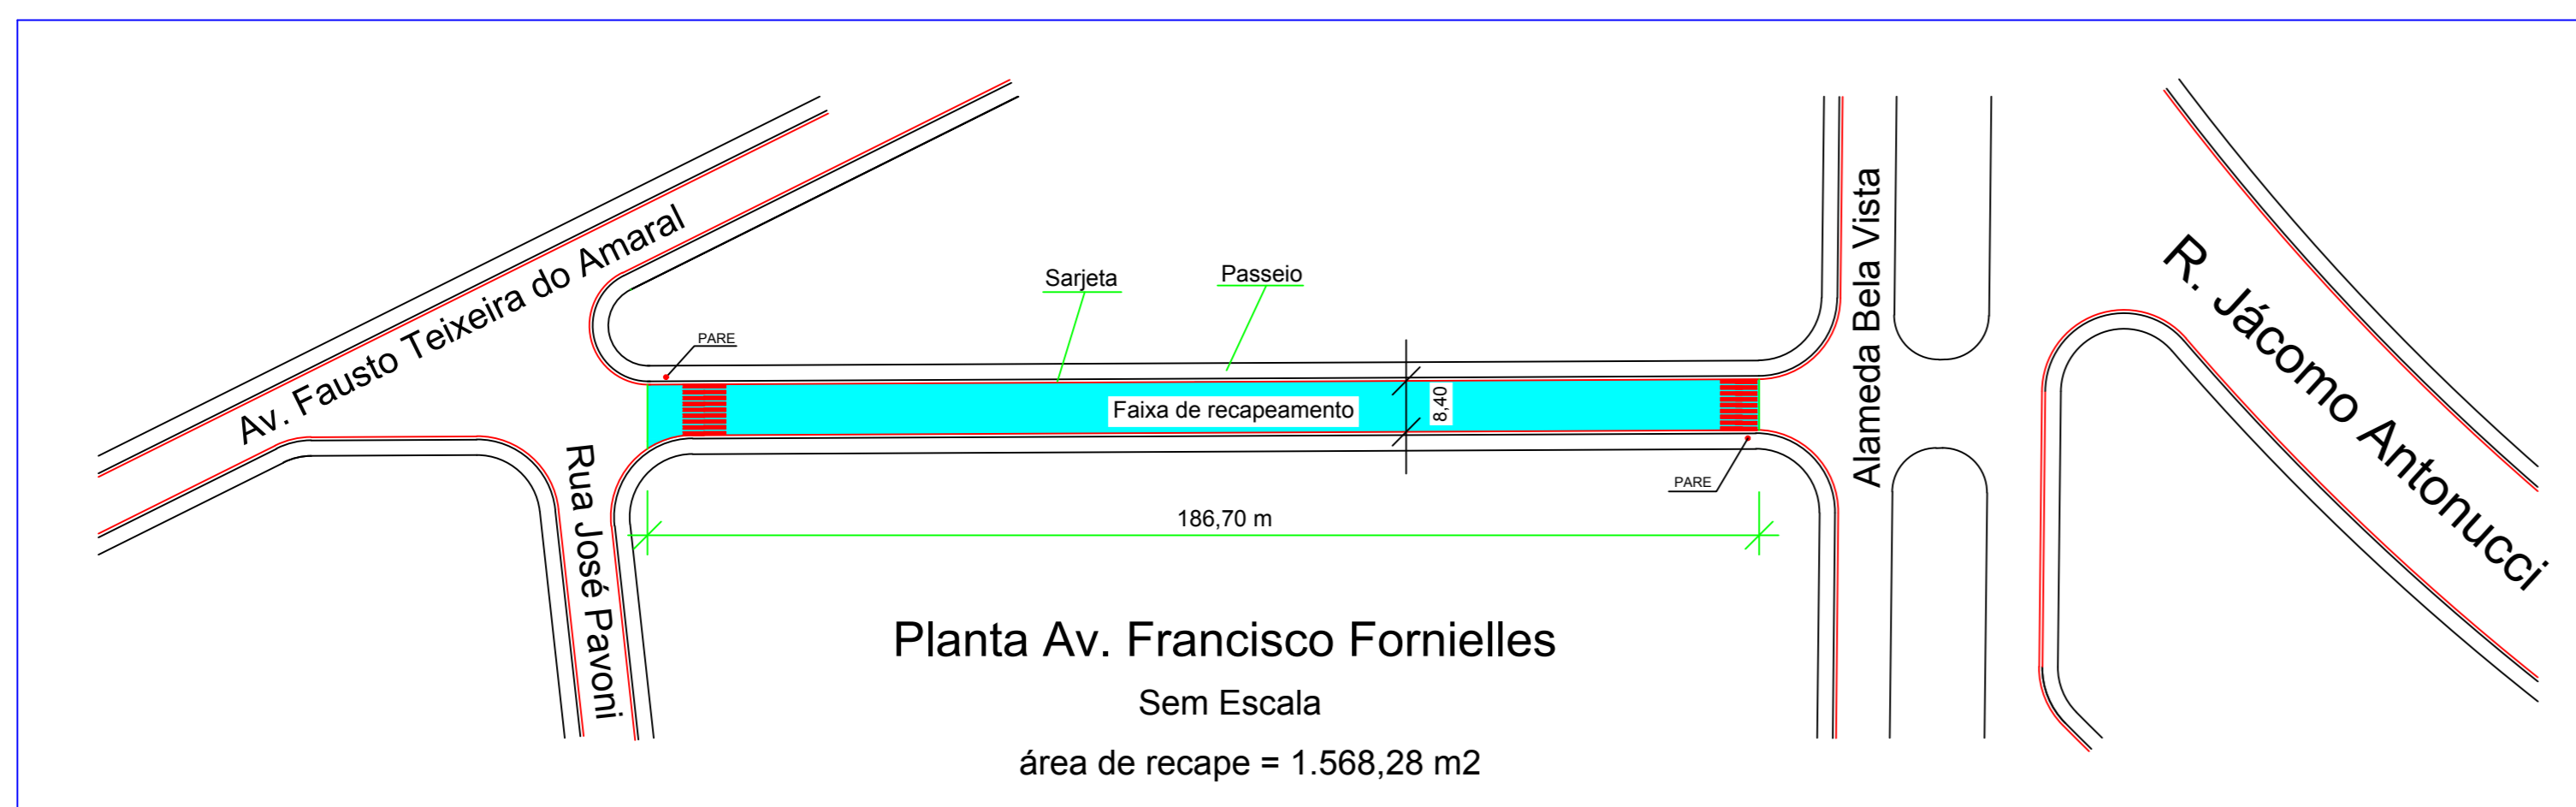 Av. Fausto Teixeira do Amaral
Sarjeta
Passeio
PARE
Faixa de recapeamento
8,40
Alameda Bela Vista
R. Jácomo Antonucci
Rua José Pavoni
PARE
186,70 m
Planta Av. Francisco Fornielles
Sem Escala
área de recape = 1.568,28 m2